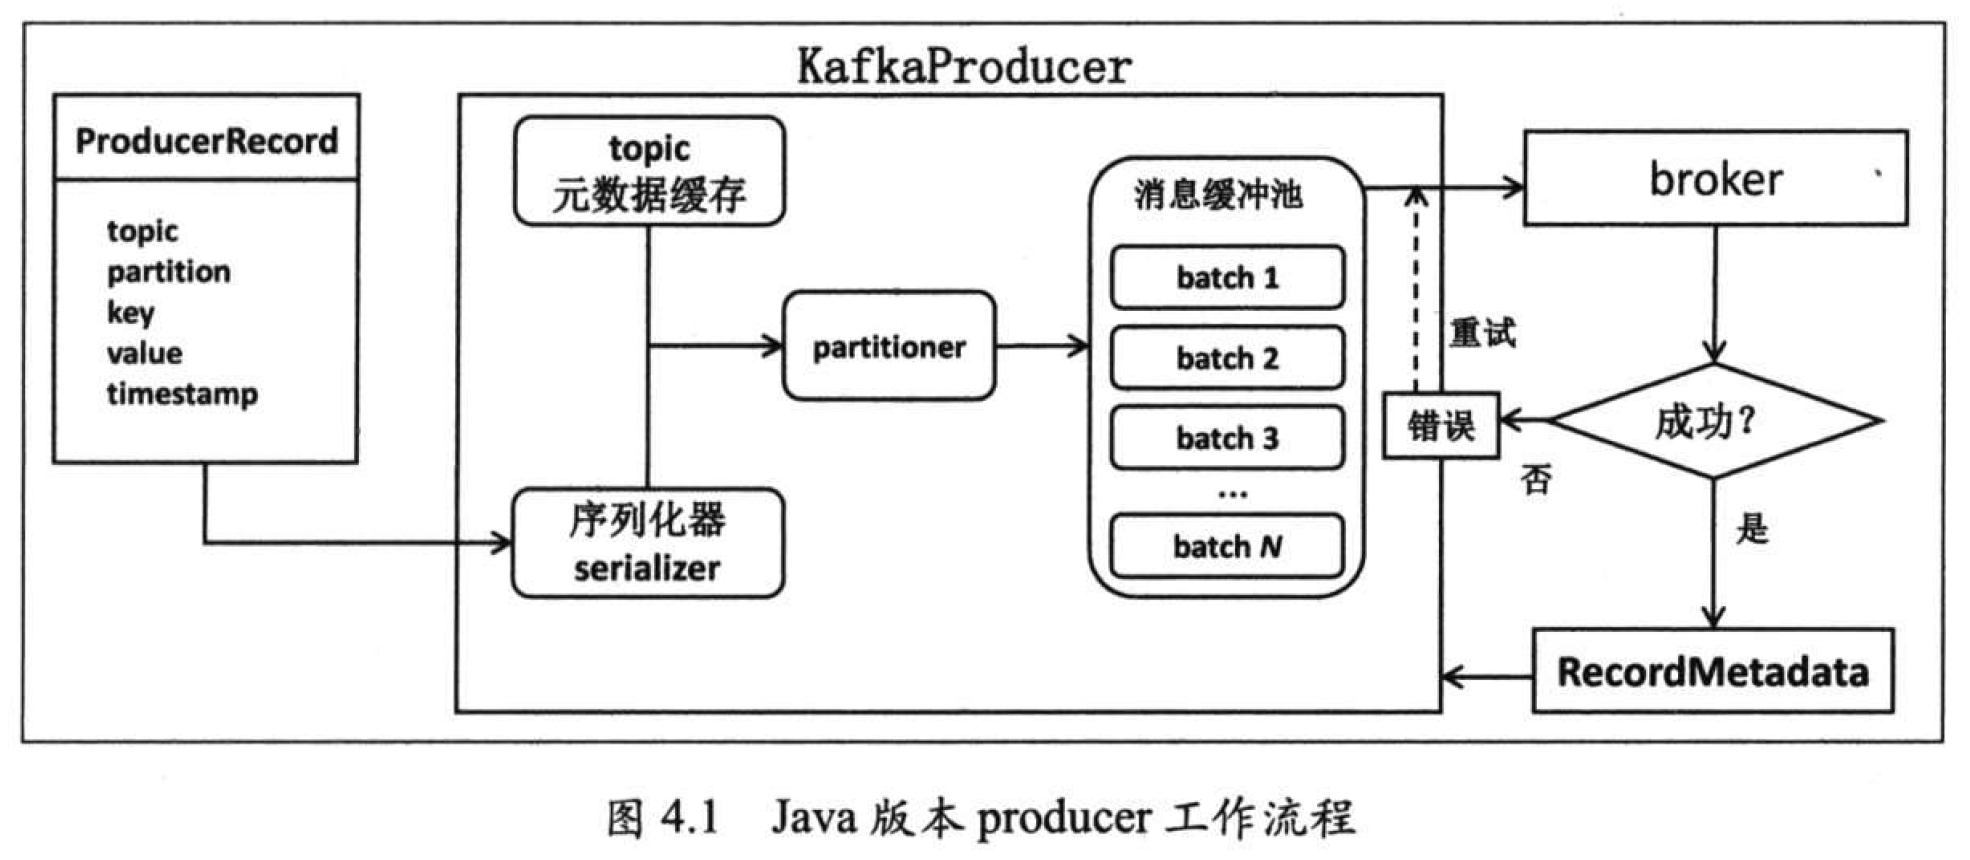 KafkaProducer
ProducerRecord
topic
partition
key
value
timestamp
topic
元数据缓存
序列化器
serializer
partitioner
消息缓冲池
batch 1
batch 2
batch 3
...
batch N
broker
重试
错误
成功?
否
是
RecordMetadata
图 4.1 Java 版本 producer 工作流程